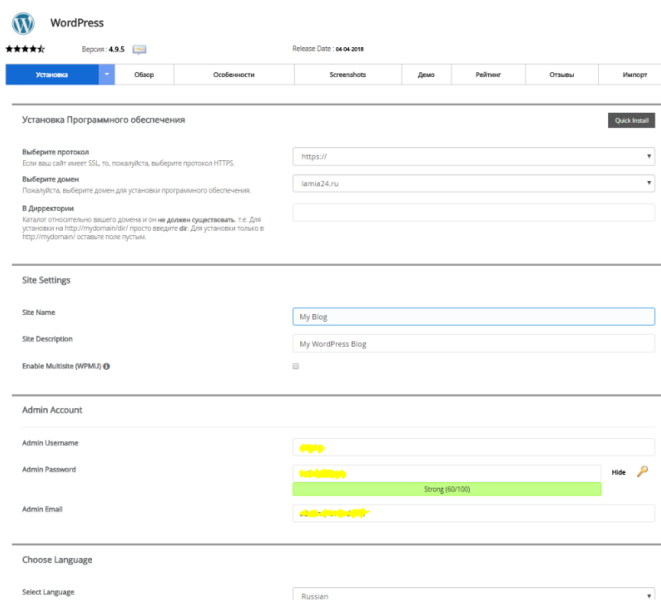 WordPress
Версия : 4.9.5
Release Date : 04-04-2018
Установка
Обзор
Особенности
Screenshots
Демо
Рейтинг
Отзывы
Импорт
Установка Программного обеспечения
Quick Install
Выберите протокол
Если ваш сайт имеет SSL, то, пожалуйста, выберите протокол HTTPS.
https://
Выберите домен
Пожалуйста, выберите домен для установки программного обеспечения.
lamia24.ru
В Дирректории
Каталог относительно вашего домена и он не должен существовать. т.е. Для
установки на http://mydomain/dir/ просто введите dir. Для установки только в
http://mydomain/ оставьте поле пустым.
Site Settings
Site Name
My Blog
Site Description
My WordPress Blog
Enable Multisite (WPMU)
Admin Account
Admin Username
Admin Password
Hide
Strong (60/100)
Admin Email
Choose Language
Select Language
Russian